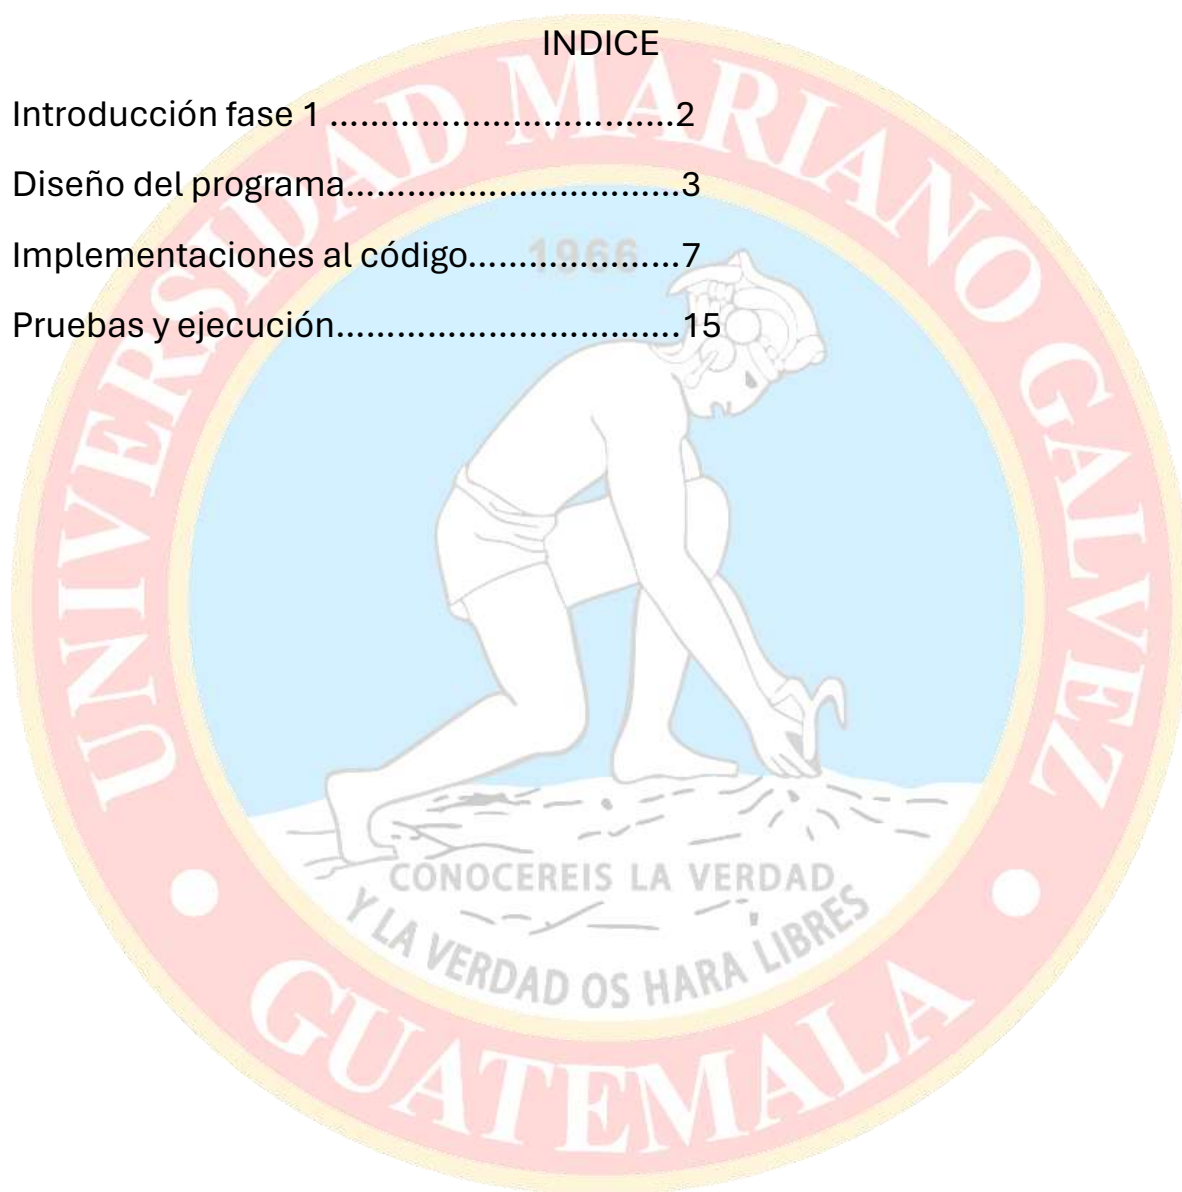 INDICE
Introducción fase 1 ..................................2
Diseño del programa.................................3
Implementaciones al código.....................7
Pruebas y ejecución..................................15
UNIVERSIDAD MARIANO GALVEZ
1966
CONOCEREIS LA VERDAD
Y LA VERDAD OS HARA LIBRES
GUATEMALA